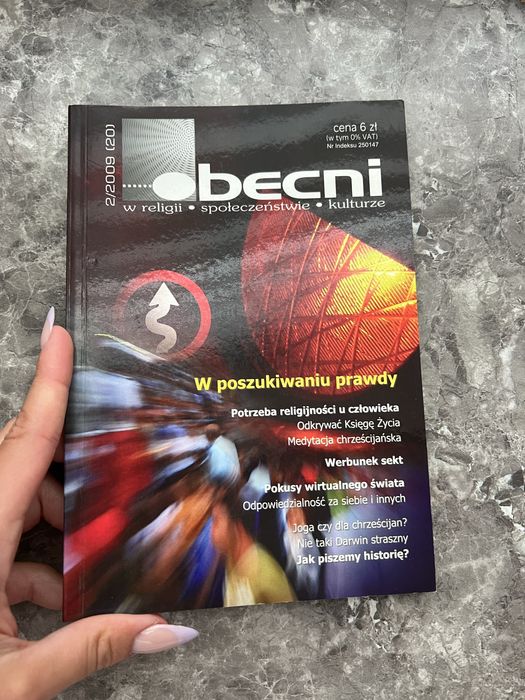 2/2009 (20)
cena 6 zł
(w tym 0% VAT)
Nr Indeksu 250147
obecni
w religii • społeczeństwie • kulturze
W poszukiwaniu prawdy
Potrzeba religijności u człowieka
Odkrywać Księgę Życia
Medytacja chrześcijańska
Werbunek sekt
Pokusy wirtualnego świata
Odpowiedzialność za siebie i innych
Joga czy dla chrześcijan?
Nie taki Darwin straszny
Jak piszemy historię?